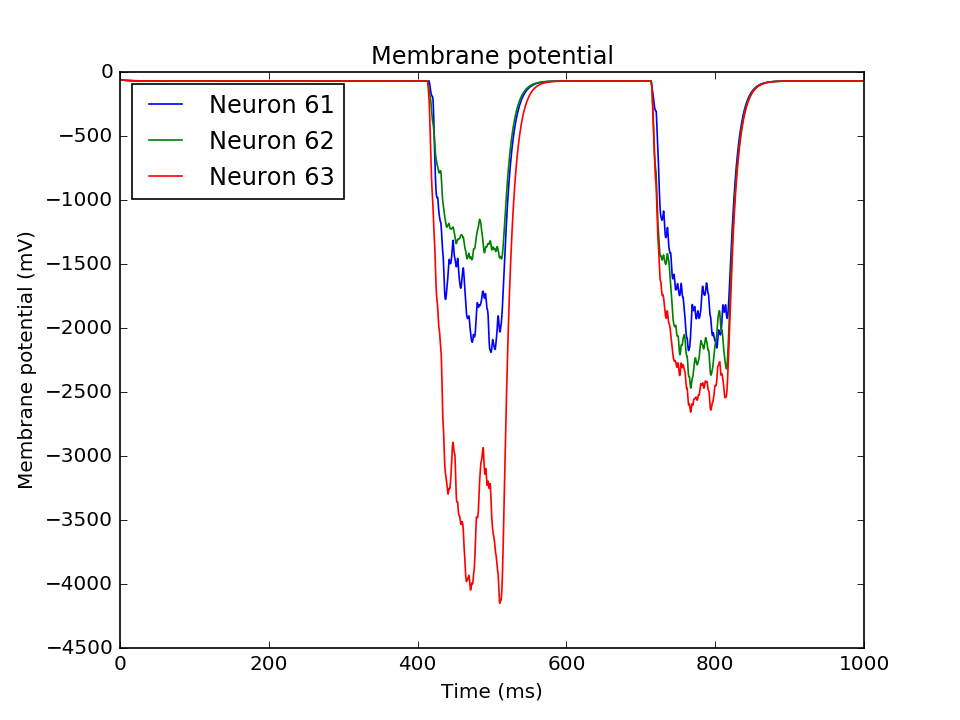 Membrane potential
Membrane potential (mV)
0
−500
−1000
−1500
−2000
−2500
−3000
−3500
−4000
−4500
Neuron 61
Neuron 62
Neuron 63
0 200 400 600 800 1000
Time (ms)